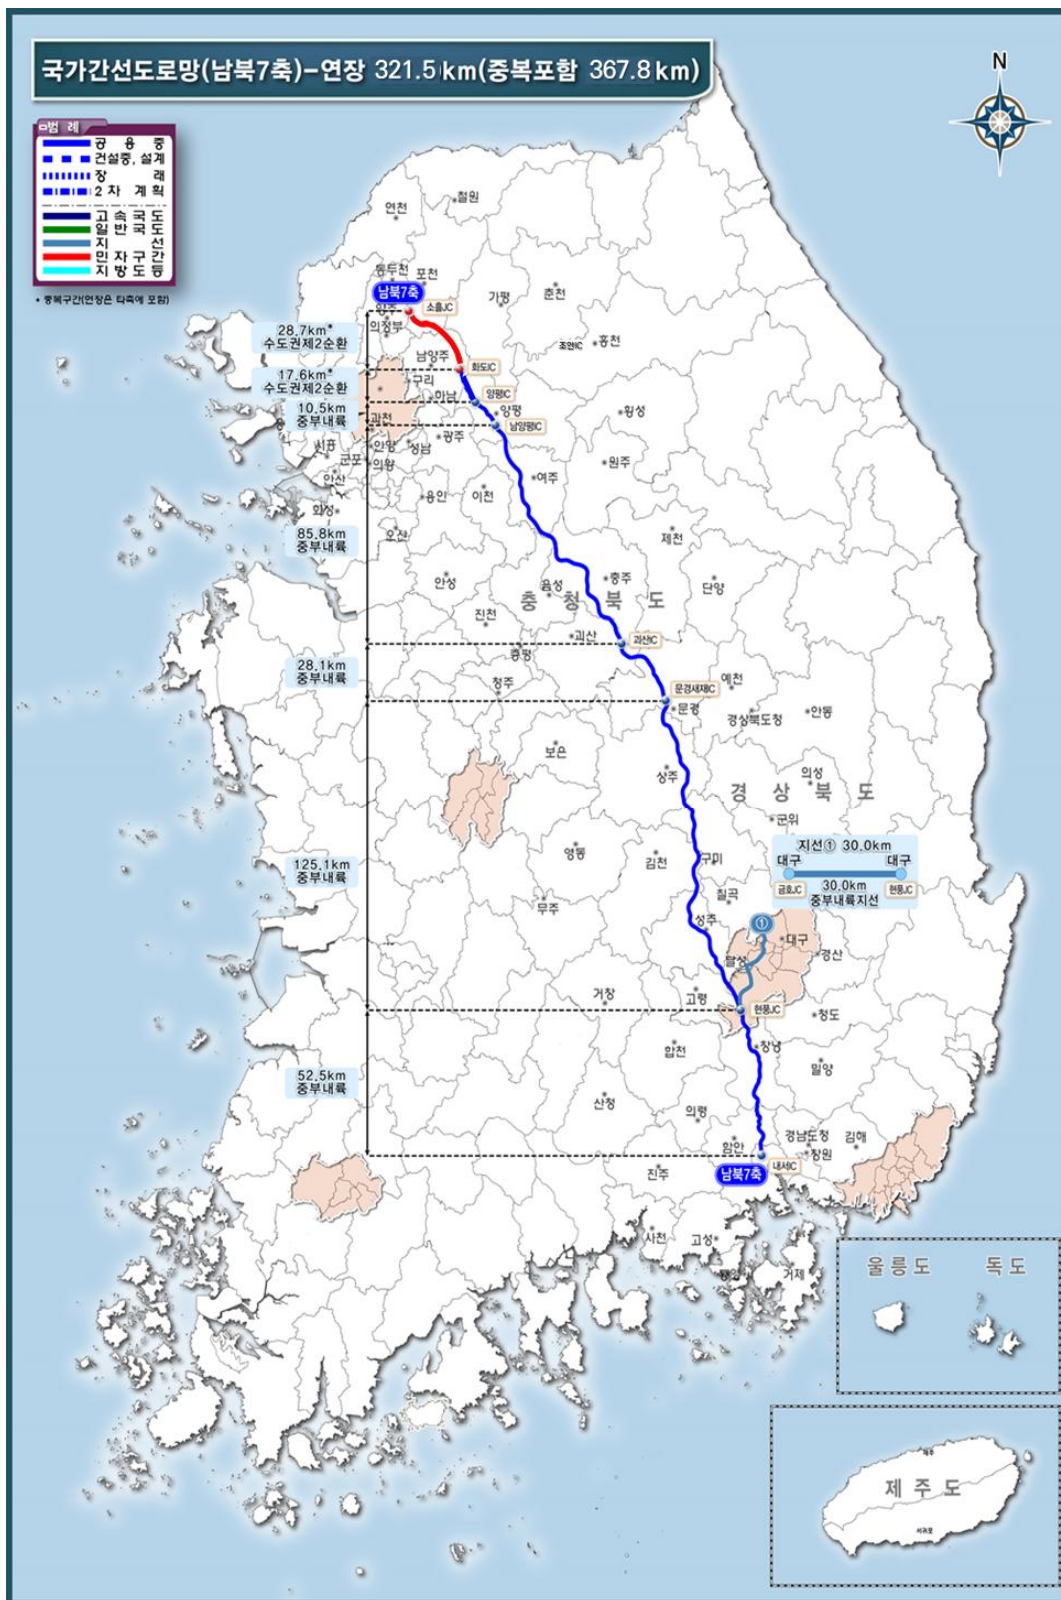 국가간선도로망(남북7축)-연장 321.5 km(중복포함 367.8 km)
N
범 례
공 용 중
건설중, 설계
장 래
2 차 계 획
고 속 국 도
일 반 국 도
지 선
민 자 구 간
지 방 도 등
* 중복구간(연장은 타축에 포함)
철원
연천
동두천
포천
남북7축
소흘JC
가평
춘천
의정부
28.7km*
수도권제2순환
조안IC
홍천
남양주
화도IC
구리
17.6km*
수도권제2순환
하남
양평IC
10.5km
중부내륙
양평
횡성
과천
남양평IC
광주
시흥
안양
성남
군포
의왕
원주
안산
여주
용인
이천
화성
85.8km
중부내륙
오산
제천
안성
음성
충주
단양
충 청 북 도
진천
괴산
괴산IC
증평
28.1km
중부내륙
청주
예천
문경새재IC
문경
경상북도청
안동
보은
상주
의성
경 상 북 도
군위
지선① 30.0km
영동
김천
구미
대구
대구
125.1km
중부내륙
금호JC
30.0km
중부내륙지선
현풍JC
칠곡
무주
성주
①
대구
달성
경산
거창
고령
현풍JC
청도
창녕
합천
밀양
52.5km
중부내륙
산청
의령
함안
경남도청
김해
창원
남북7축
내서IC
진주
사천
고성
거제
울 릉 도
독 도
제주
제 주 도
서귀포